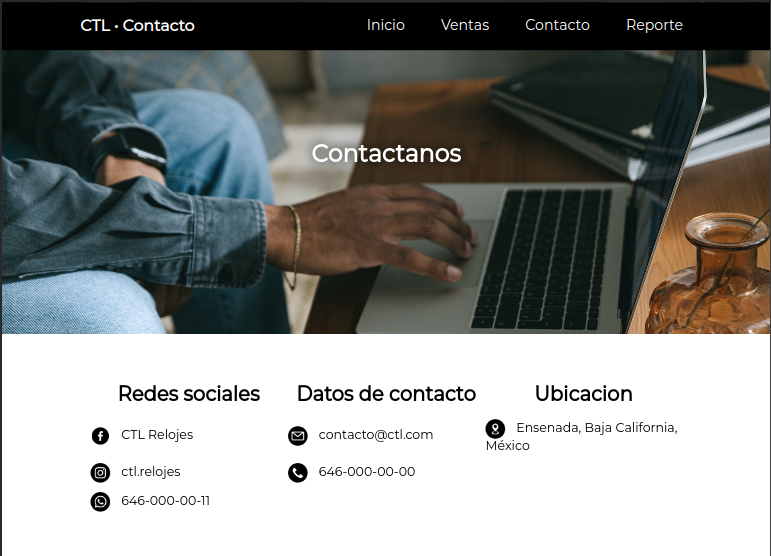 CTL · Contacto
Inicio
Ventas
Contacto
Reporte
Contactanos
Redes sociales
CTL Relojes
ctl.relojes
646-000-00-11
Datos de contacto
contacto@ctl.com
646-000-00-00
Ubicacion
Ensenada, Baja California,
México